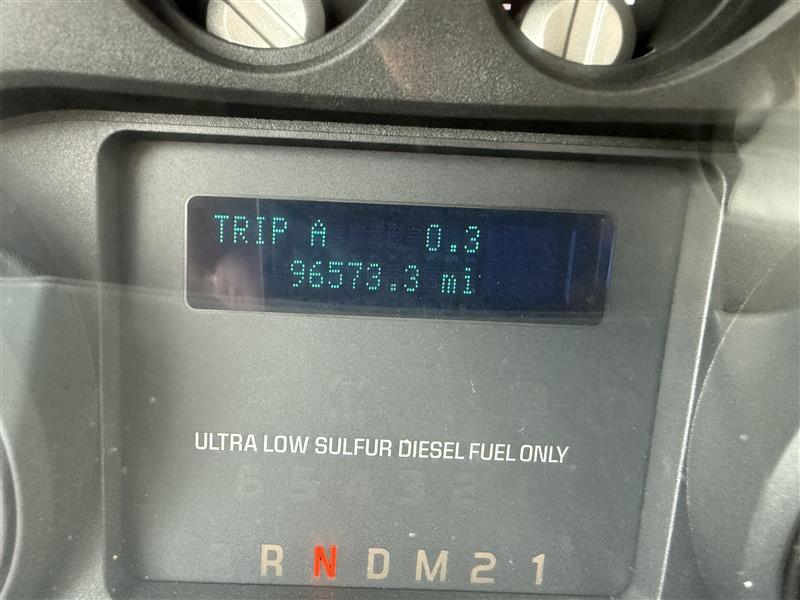 TRIP A 0.3
96573.3 mi
ULTRA LOW SULFUR DIESEL FUEL ONLY
R N D M 2 1